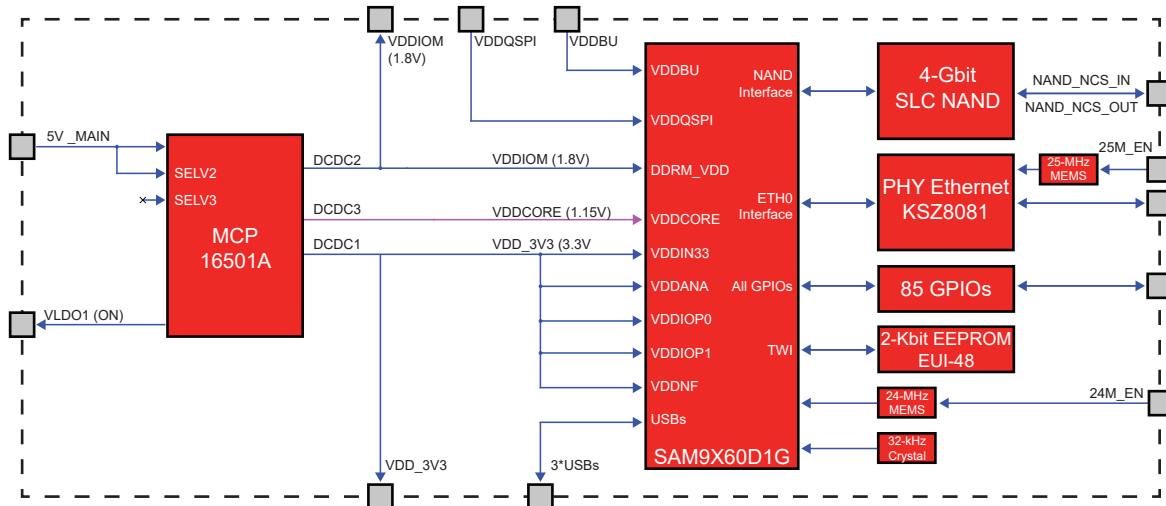 VDDIOM
(1.8V)
VDDQSPI
VDDBU
5V _MAIN
SELV2
SELV3
MCP
16501A
VLDO1 (ON)
DCDC2
VDDIOM (1.8V)
DCDC3
VDDCORE (1.15V)
DCDC1
VDD_3V3 (3.3V
VDD_3V3
3*USBs
VDDBU
VDDQSPI
DDRM_VDD
VDDCORE
VDDIN33
VDDANA
VDDIOP0
VDDIOP1
VDDNF
USBs
NAND
Interface
ETH0
Interface
All GPIOs
TWI
SAM9X60D1G
4-Gbit
SLC NAND
NAND_NCS_IN
NAND_NCS_OUT
25M_EN
25-MHz
MEMS
PHY Ethernet
KSZ8081
85 GPIOs
2-Kbit EEPROM
EUI-48
24-MHz
MEMS
24M_EN
32-kHz
Crystal